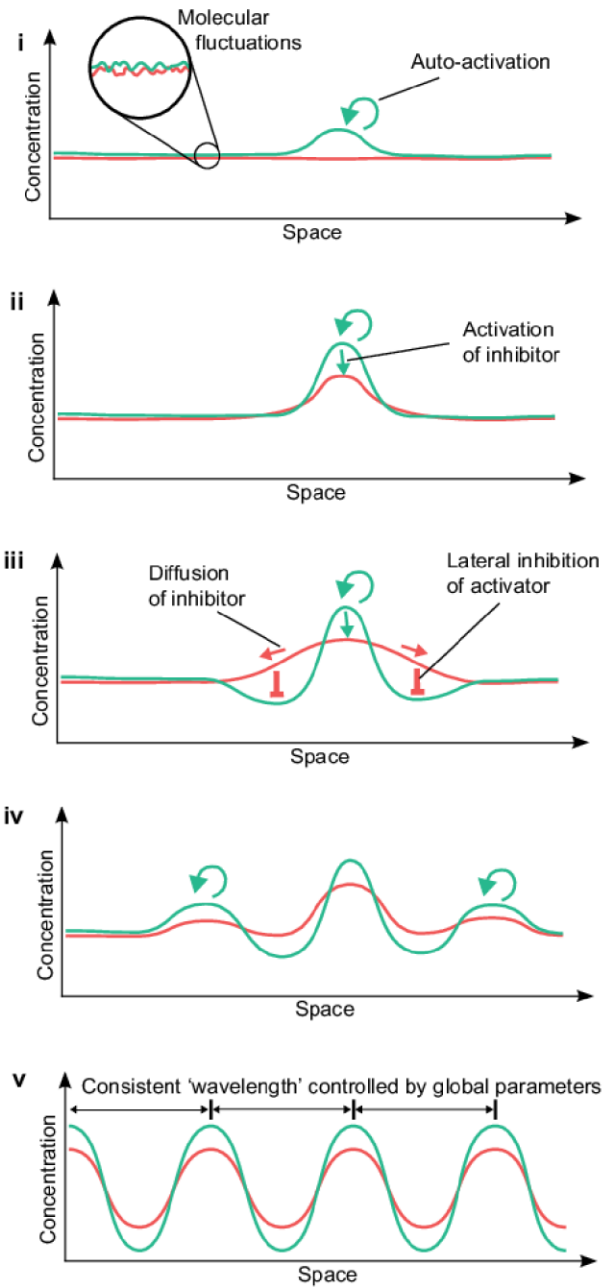 i
Molecular
fluctuations
Auto-activation
Concentration
Space
ii
Activation
of inhibitor
Concentration
Space
iii
Diffusion
of inhibitor
Lateral inhibition
of activator
Concentration
Space
iv
Concentration
Space
v
Consistent ‘wavelength’ controlled by global parameters
Concentration
Space